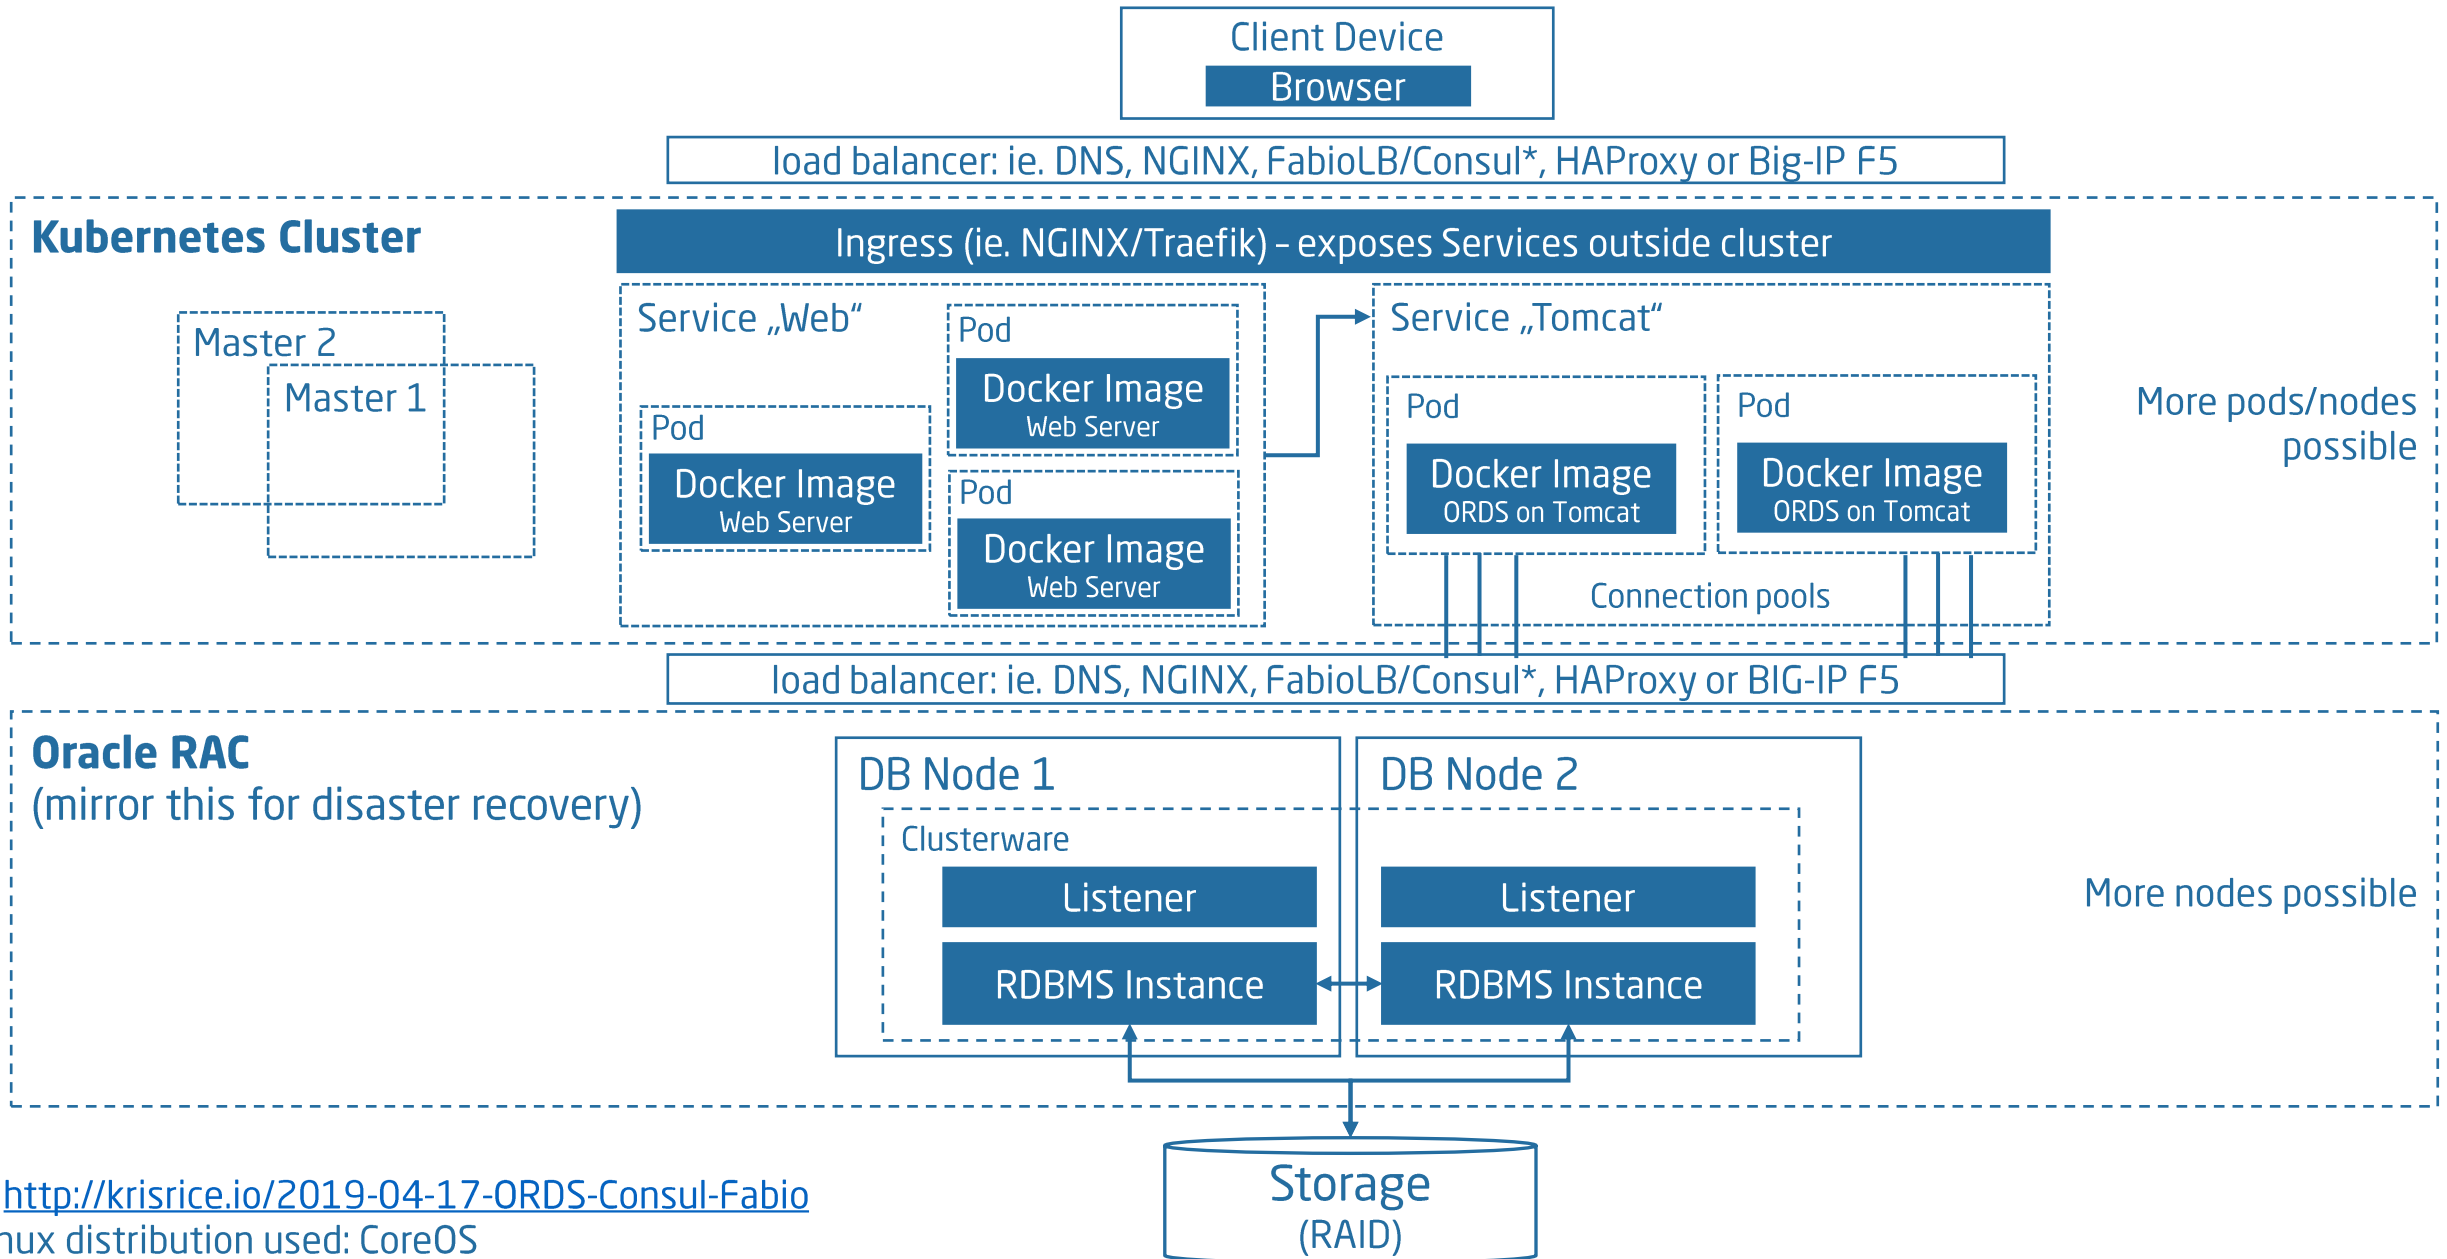 Client Device
Browser
load balancer: ie. DNS, NGINX, FabioLB/Consul*, HAProxy or Big-IP F5
Kubernetes Cluster
Ingress (ie. NGINX/Traefik) – exposes Services outside cluster
Master 2
Master 1
Service „Web“
Pod
Docker Image
Web Server
Pod
Docker Image
Web Server
Pod
Docker Image
Web Server
Service „Tomcat“
Pod
Docker Image
ORDS on Tomcat
Pod
Docker Image
ORDS on Tomcat
Connection pools
More pods/nodes
possible
load balancer: ie. DNS, NGINX, FabioLB/Consul*, HAProxy or BIG-IP F5
Oracle RAC
(mirror this for disaster recovery)
DB Node 1
DB Node 2
Clusterware
Listener
Listener
RDBMS Instance
RDBMS Instance
More nodes possible
Storage
(RAID)
http://krisrice.io/2019-04-17-ORDS-Consul-Fabio
distribution used: CoreOS